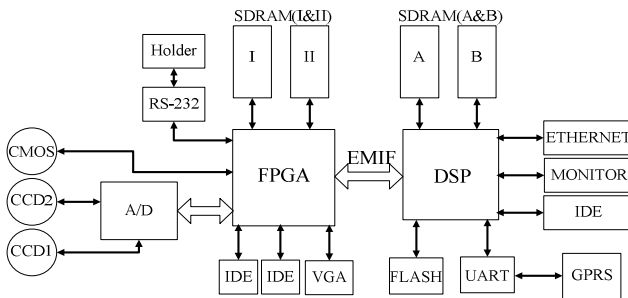 SDRAM(I&II)
SDRAM(A&B)
Holder
I
II
A
B
RS-232
CMOS
FPGA
EMIF
DSP
ETHERNET
MONITOR
CCD2
A/D
IDE
CCD1
IDE
IDE
VGA
FLASH
UART
GPRS